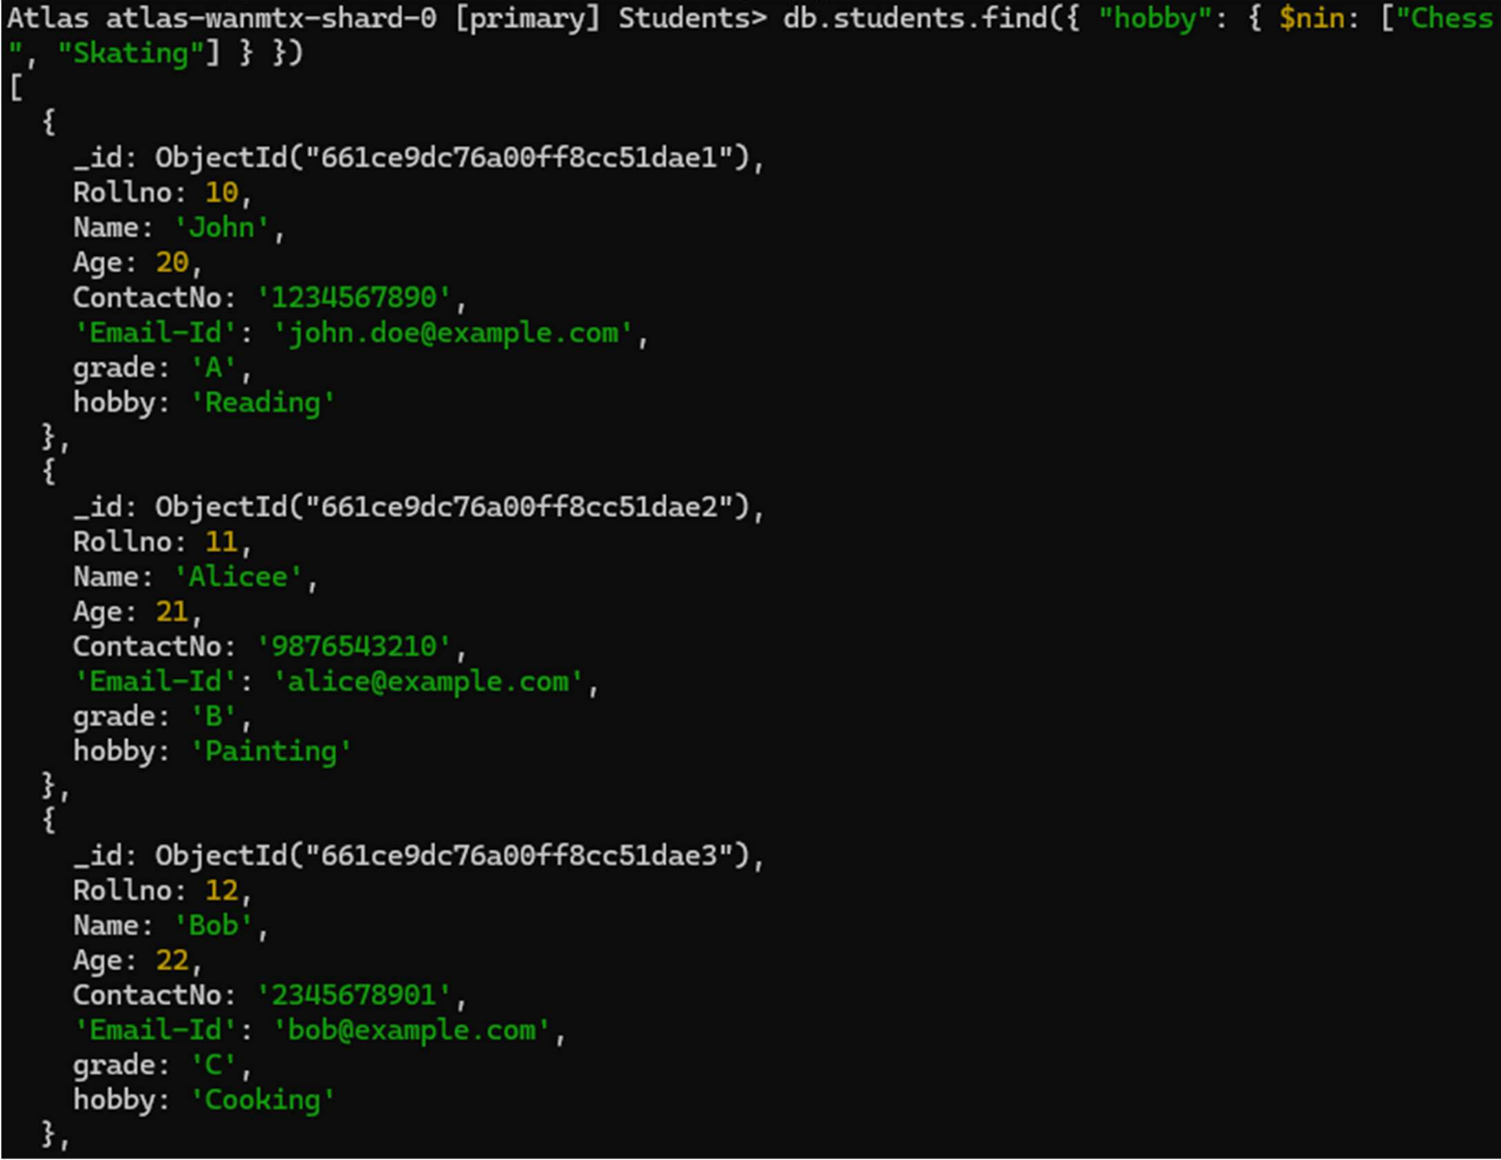 Atlas atlas-wanmtx-shard-0 [primary] Students> db.students.find({ "hobby": { $nin: ["Chess
", "Skating"] } })
[
  {
    _id: ObjectId("661ce9dc76a00ff8cc51dae1"),
    Rollno: 10,
    Name: 'John',
    Age: 20,
    ContactNo: '1234567890',
    'Email-Id': 'john.doe@example.com',
    grade: 'A',
    hobby: 'Reading'
  },
  {
    _id: ObjectId("661ce9dc76a00ff8cc51dae2"),
    Rollno: 11,
    Name: 'Alicee',
    Age: 21,
    ContactNo: '9876543210',
    'Email-Id': 'alice@example.com',
    grade: 'B',
    hobby: 'Painting'
  },
  {
    _id: ObjectId("661ce9dc76a00ff8cc51dae3"),
    Rollno: 12,
    Name: 'Bob',
    Age: 22,
    ContactNo: '2345678901',
    'Email-Id': 'bob@example.com',
    grade: 'C',
    hobby: 'Cooking'
  },